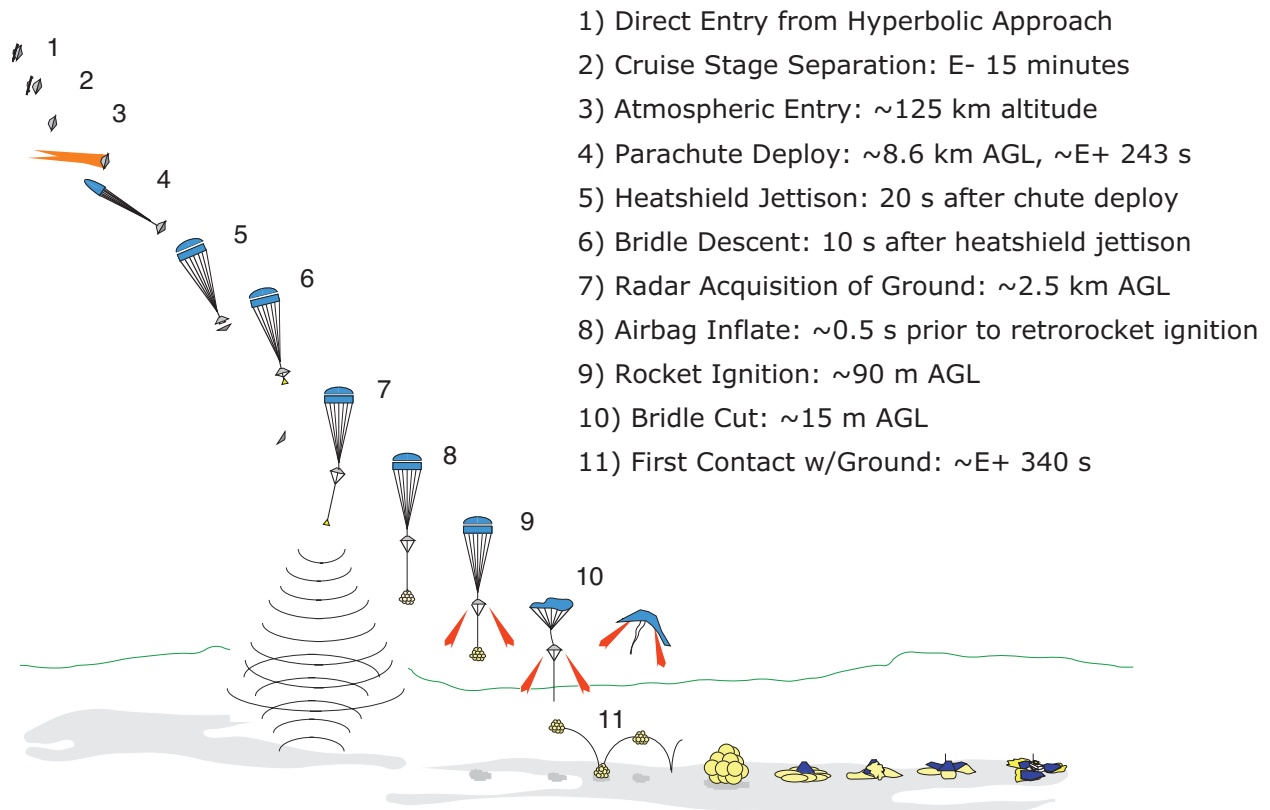 1) Direct Entry from Hyperbolic Approach
2) Cruise Stage Separation: E- 15 minutes
3) Atmospheric Entry: ~125 km altitude
4) Parachute Deploy: ~8.6 km AGL, ~E+ 243 s
5) Heatshield Jettison: 20 s after chute deploy
6) Bridle Descent: 10 s after heatshield jettison
7) Radar Acquisition of Ground: ~2.5 km AGL
8) Airbag Inflate: ~0.5 s prior to retrorocket ignition
9) Rocket Ignition: ~90 m AGL
10) Bridle Cut: ~15 m AGL
11) First Contact w/Ground: ~E+ 340 s
1
2
3
4
5
6
7
8
9
10
11